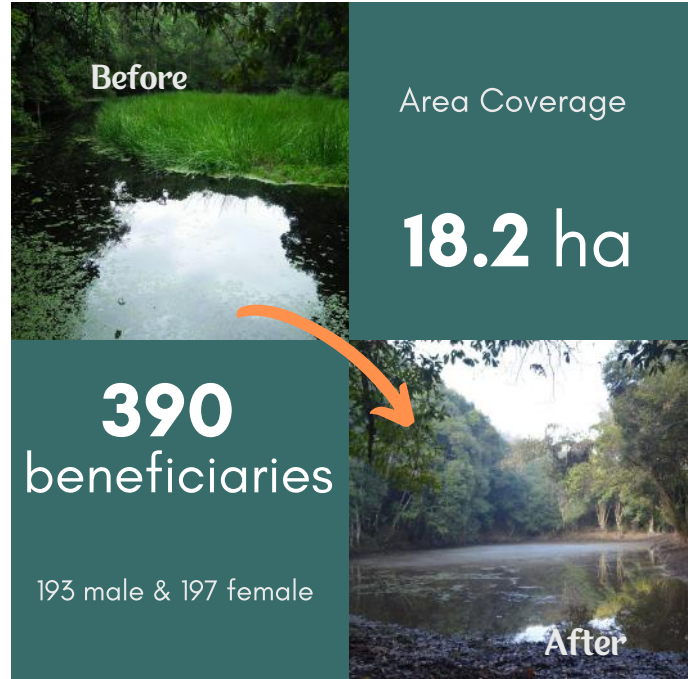 Before
Area Coverage
18.2 ha
390
beneficiaries
193 male & 197 female
After